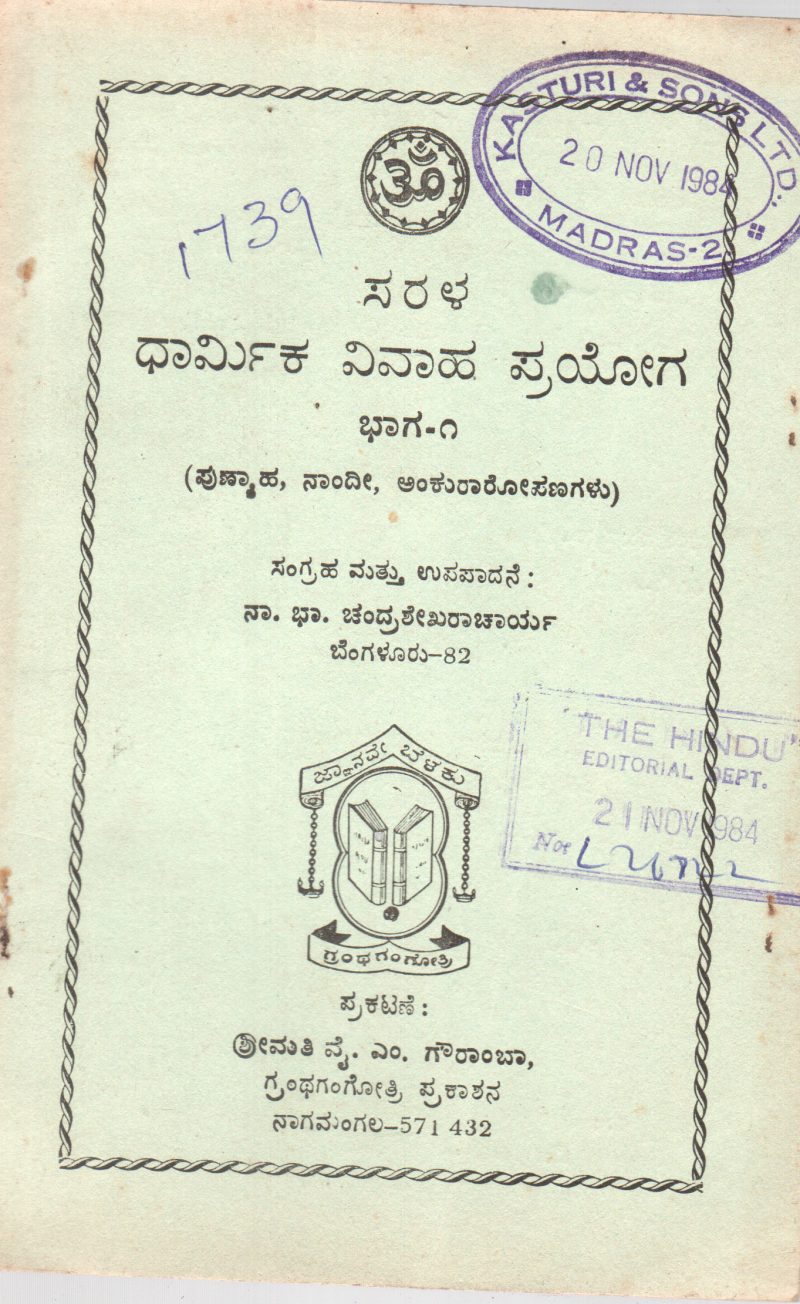 ಓಂ
KASTURI & SONS LTD.,
20 NOV 1984
MADRAS-2
1739
ಸರಳ
ಧಾರ್ಮಿಕ ವಿವಾಹ ಪ್ರಯೋಗ
ಭಾಗ-೧
(ಪುಣ್ಯಾಹ, ನಾಂದೀ, ಅಂಕುರಾರೋಪಣಗಳು)
ಸಂಗ್ರಹ ಮತ್ತು ಉಪಪಾದನೆ :
ನಾ. ಭಾ. ಚಂದ್ರಶೇಖರಾಚಾರ್ಯ
ಬೆಂಗಳೂರು-82
"THE HINDU"
EDITORIAL DEPT.
21 NOV 1984
ಜ್ಞಾನವೇ ಬೆಳಕು
ಗ್ರಂಥಗಂಗೋತ್ರಿ
ಪ್ರಕಟಣೆ :
ಶ್ರೀಮತಿ ವೈ. ಎಂ. ಗೌರಾಂಬಾ,
ಗ್ರಂಥಗಂಗೋತ್ರಿ ಪ್ರಕಾಶನ
ನಾಗಮಂಗಲ-571 432